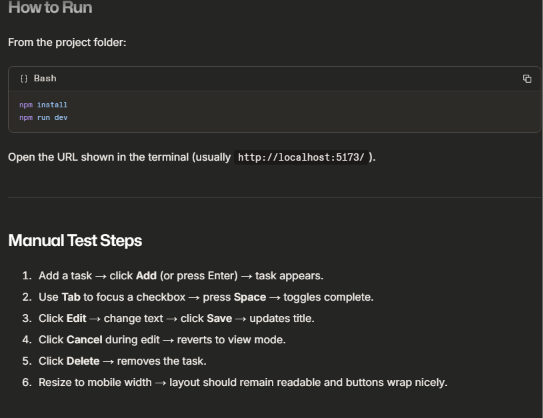 How to Run
From the project folder:
{} Bash
npm install
npm run dev
Open the URL shown in the terminal (usually http://localhost:5173/ ).
Manual Test Steps
1. Add a task → click Add (or press Enter) → task appears.
2. Use Tab to focus a checkbox → press Space → toggles complete.
3. Click Edit → change text → click Save → updates title.
4. Click Cancel during edit → reverts to view mode.
5. Click Delete → removes the task.
6. Resize to mobile width → layout should remain readable and buttons wrap nicely.